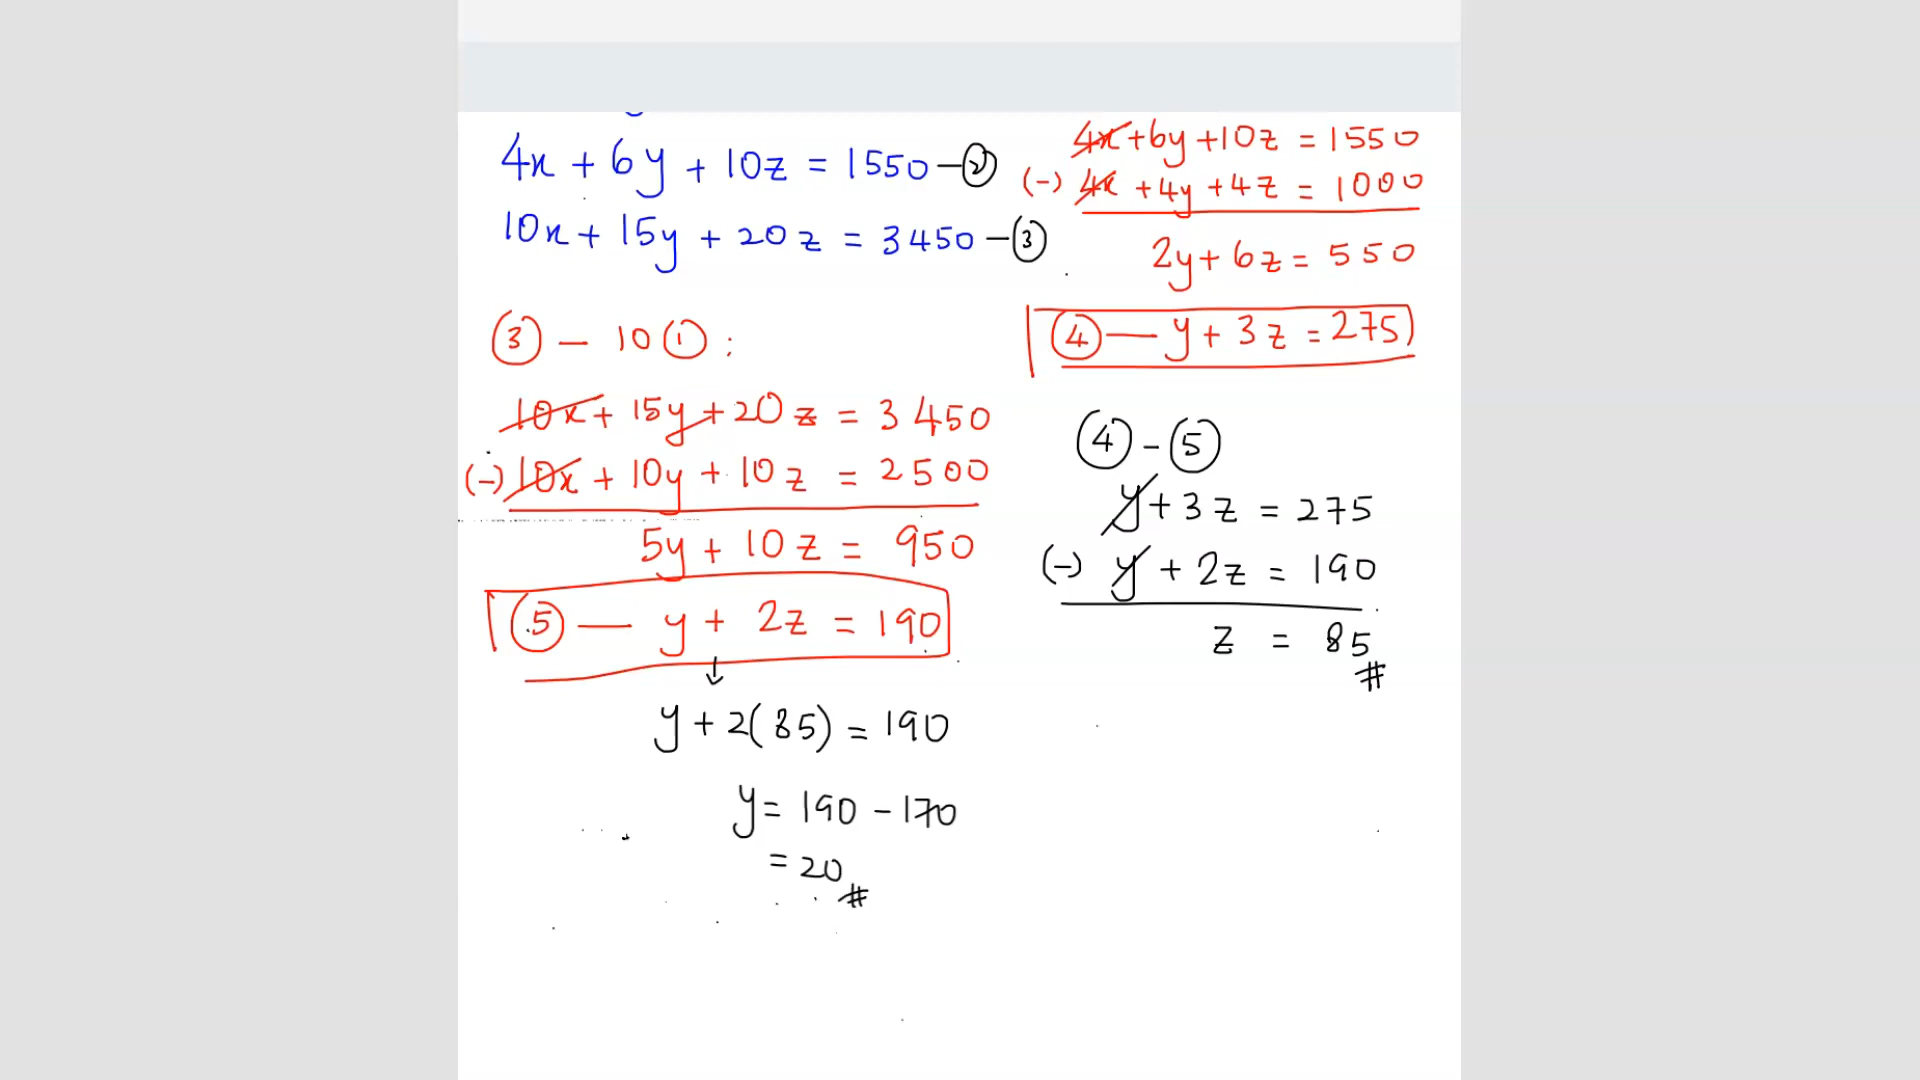 4x + 6y + 10z = 1550 — ②
10x + 15y + 20z = 3450 — ③
③ — 10①:
10x + 15y + 20z = 3450
(-) 10x + 10y + 10z = 2500
5y + 10z = 950
⑤ — y + 2z = 190
↓
y + 2(85) = 190
y = 190 - 170
= 20 #
4x + 6y + 10z = 1550
(-) 4x + 4y + 4z = 1000
2y + 6z = 550
④ — y + 3z = 275
④ - ⑤
y + 3z = 275
(-) y + 2z = 190
z = 85 #